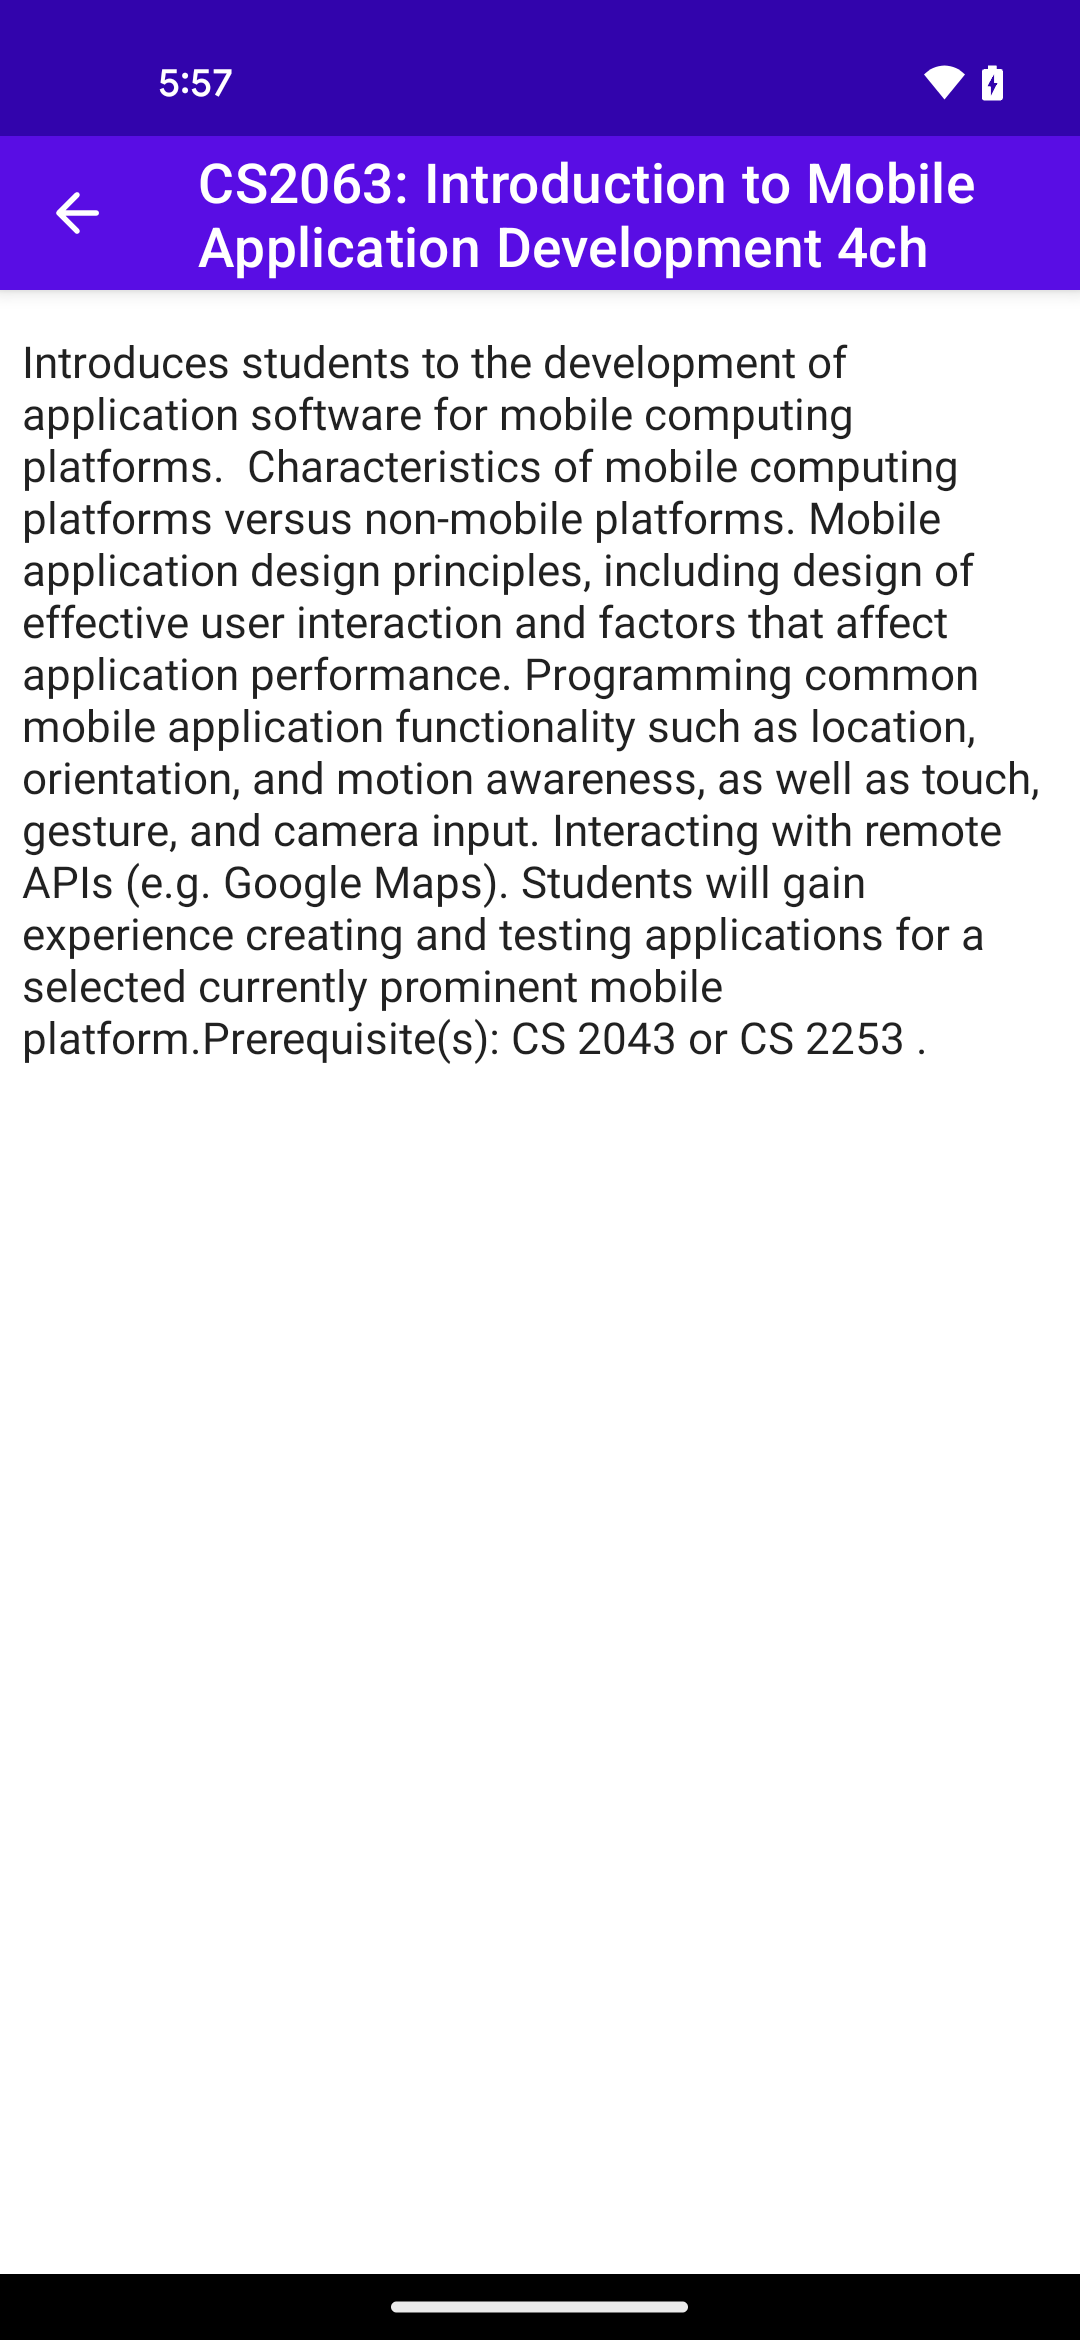 5:57
CS2063: Introduction to Mobile
Application Development 4ch
Introduces students to the development of
application software for mobile computing
platforms.  Characteristics of mobile computing
platforms versus non-mobile platforms. Mobile
application design principles, including design of
effective user interaction and factors that affect
application performance. Programming common
mobile application functionality such as location,
orientation, and motion awareness, as well as touch,
gesture, and camera input. Interacting with remote
APIs (e.g. Google Maps). Students will gain
experience creating and testing applications for a
selected currently prominent mobile
platform.Prerequisite(s): CS 2043 or CS 2253 .